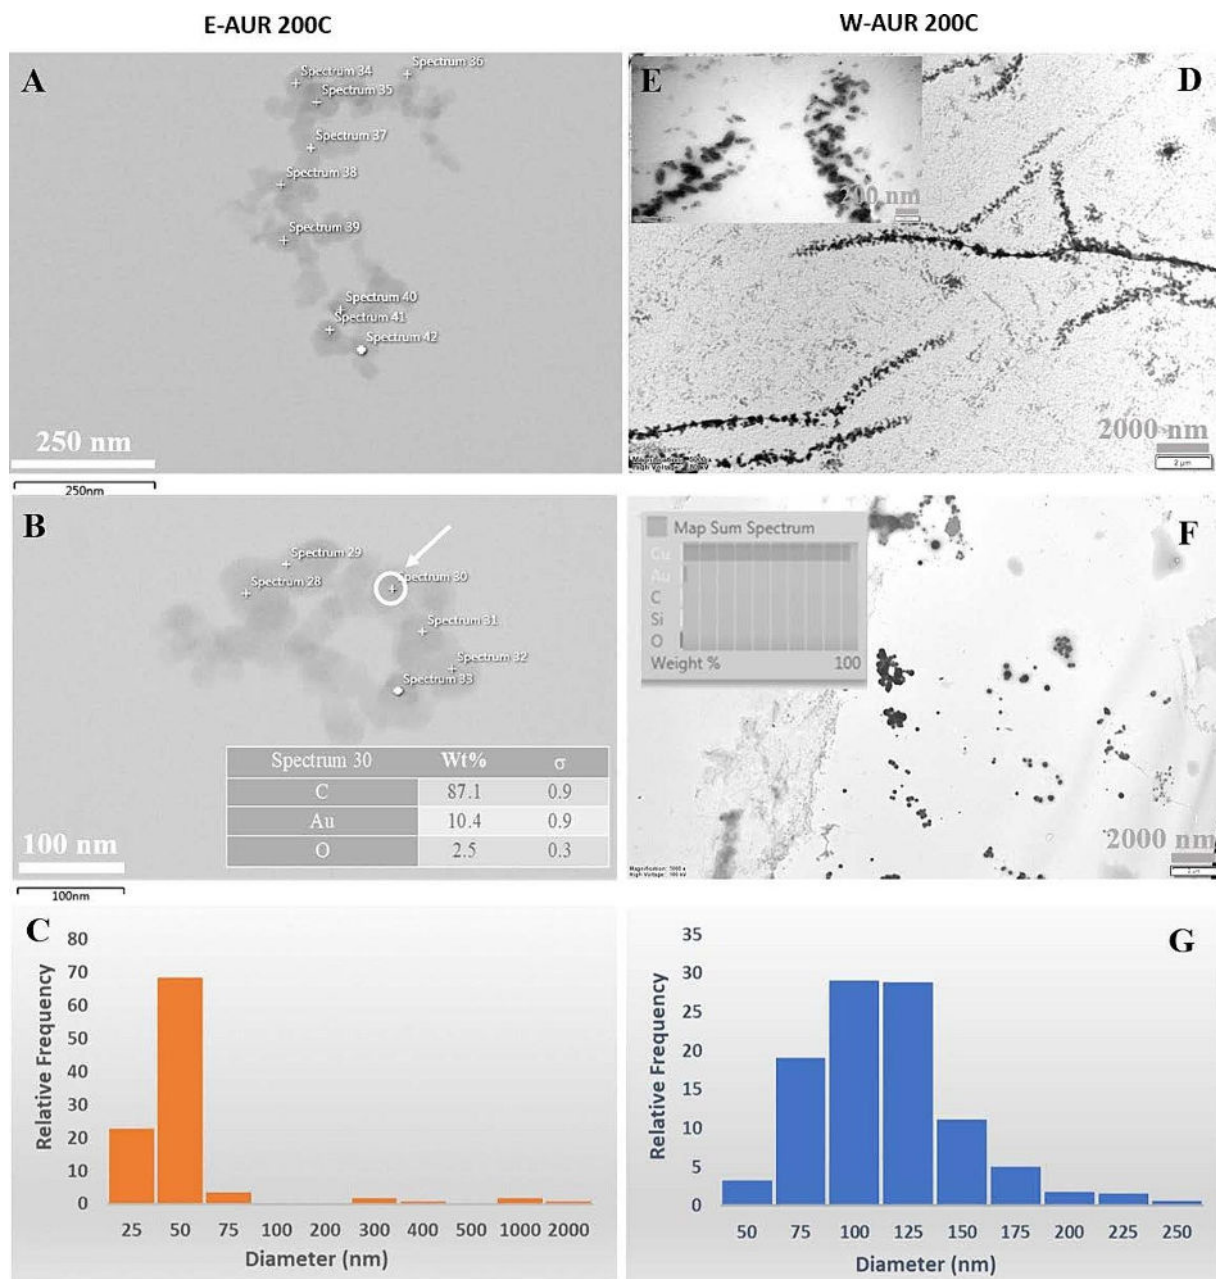 E-AUR 200C
W-AUR 200C
A
Spectrum 34
Spectrum 36
Spectrum 35
Spectrum 37
Spectrum 38
Spectrum 39
Spectrum 40
Spectrum 41
Spectrum 42
250 nm
250nm
E
200 nm
D
2000 nm
2 µm
B
Spectrum 29
Spectrum 28
Spectrum 30
Spectrum 31
Spectrum 32
Spectrum 33
Spectrum 30 Wt% σ
C 87.1 0.9
Au 10.4 0.9
O 2.5 0.3
100 nm
100nm
Map Sum Spectrum
Cu
Au
C
Si
O
Weight % 100
F
2000 nm
C
Relative Frequency
80
70
60
50
40
30
20
10
0
25 50 75 100 200 300 400 500 1000 2000
Diameter (nm)
G
Relative Frequency
35
30
25
20
15
10
5
0
50 75 100 125 150 175 200 225 250
Diameter (nm)